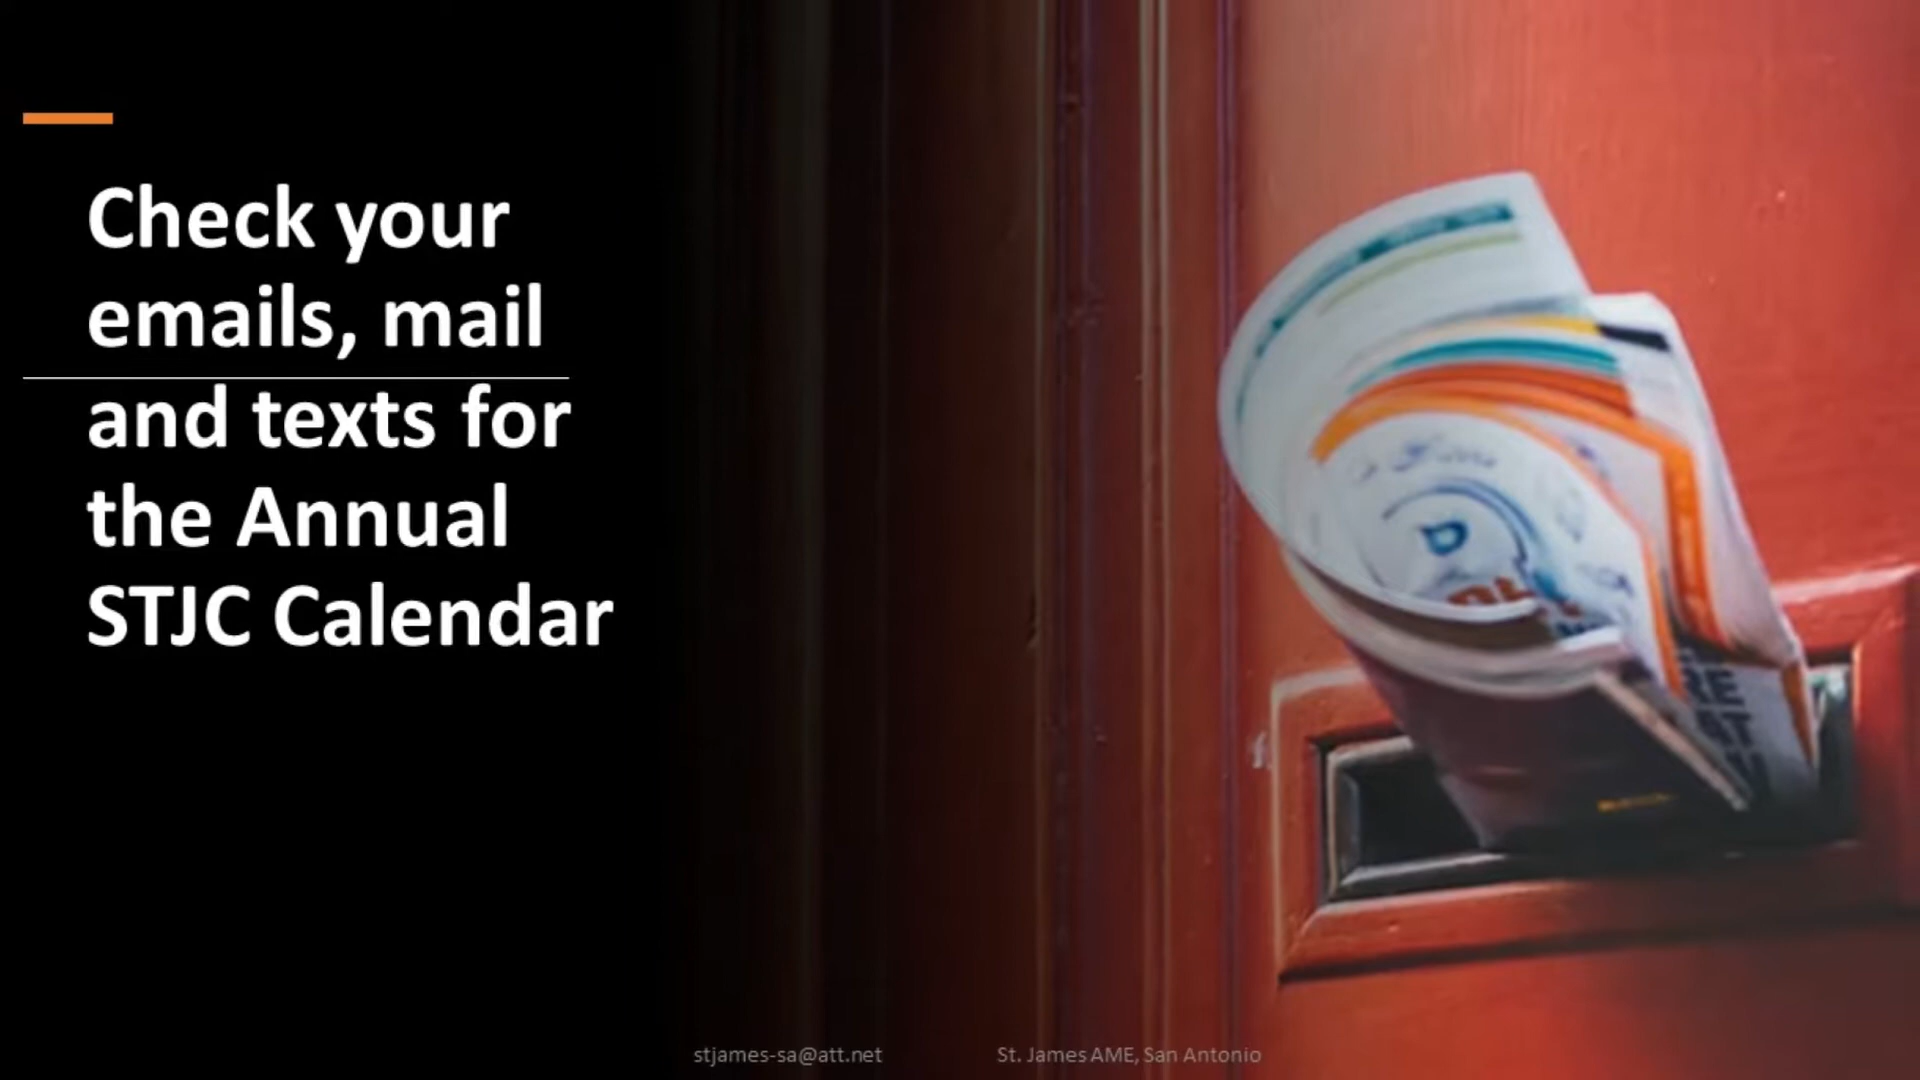 Check your
emails, mail
and texts for
the Annual
STJC Calendar
stjames-sa@att.net
St. James AME, San Antonio